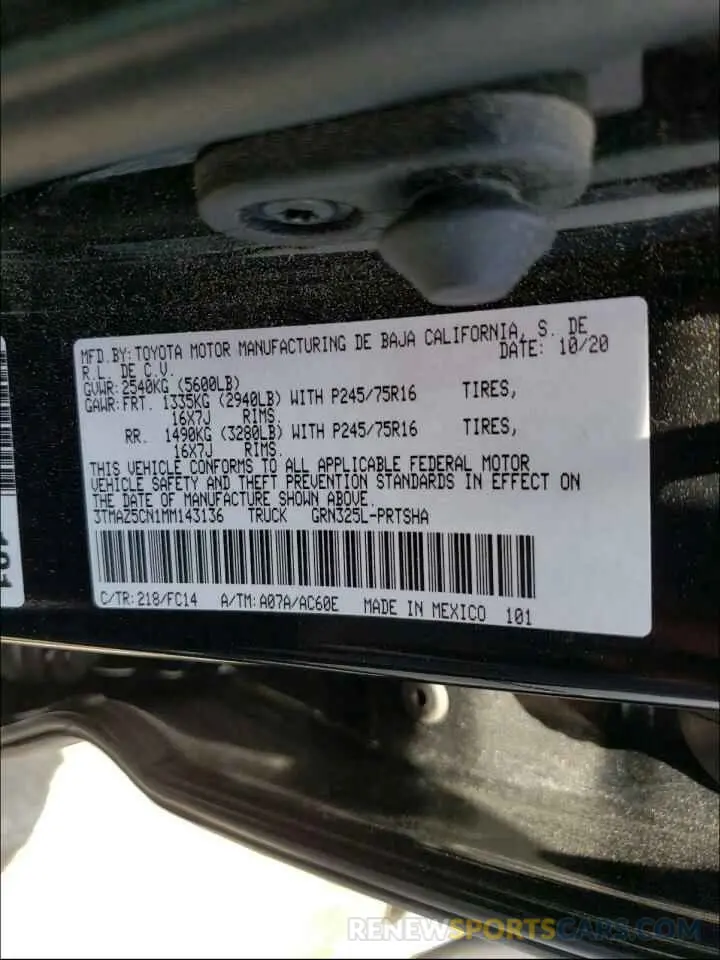 MFD.BY:TOYOTA MOTOR MANUFACTURING DE BAJA CALIFORNIA, S. DE
R.L. DE C.V. DATE: 10/20
GVWR:2540KG (5600LB)
GAWR:FRT. 1335KG (2940LB) WITH P245/75R16 TIRES,
16X7J RIMS.
RR. 1490KG (3280LB) WITH P245/75R16 TIRES,
16X7J RIMS.
THIS VEHICLE CONFORMS TO ALL APPLICABLE FEDERAL MOTOR
VEHICLE SAFETY AND THEFT PREVENTION STANDARDS IN EFFECT ON
THE DATE OF MANUFACTURE SHOWN ABOVE.
3TMAZ5CN1MM143136 TRUCK GRN325L-PRTSHA
C/TR:218/FC14 A/TM:A07A/AC60E MADE IN MEXICO 101
101
RENEWSPORTSCARS.COM